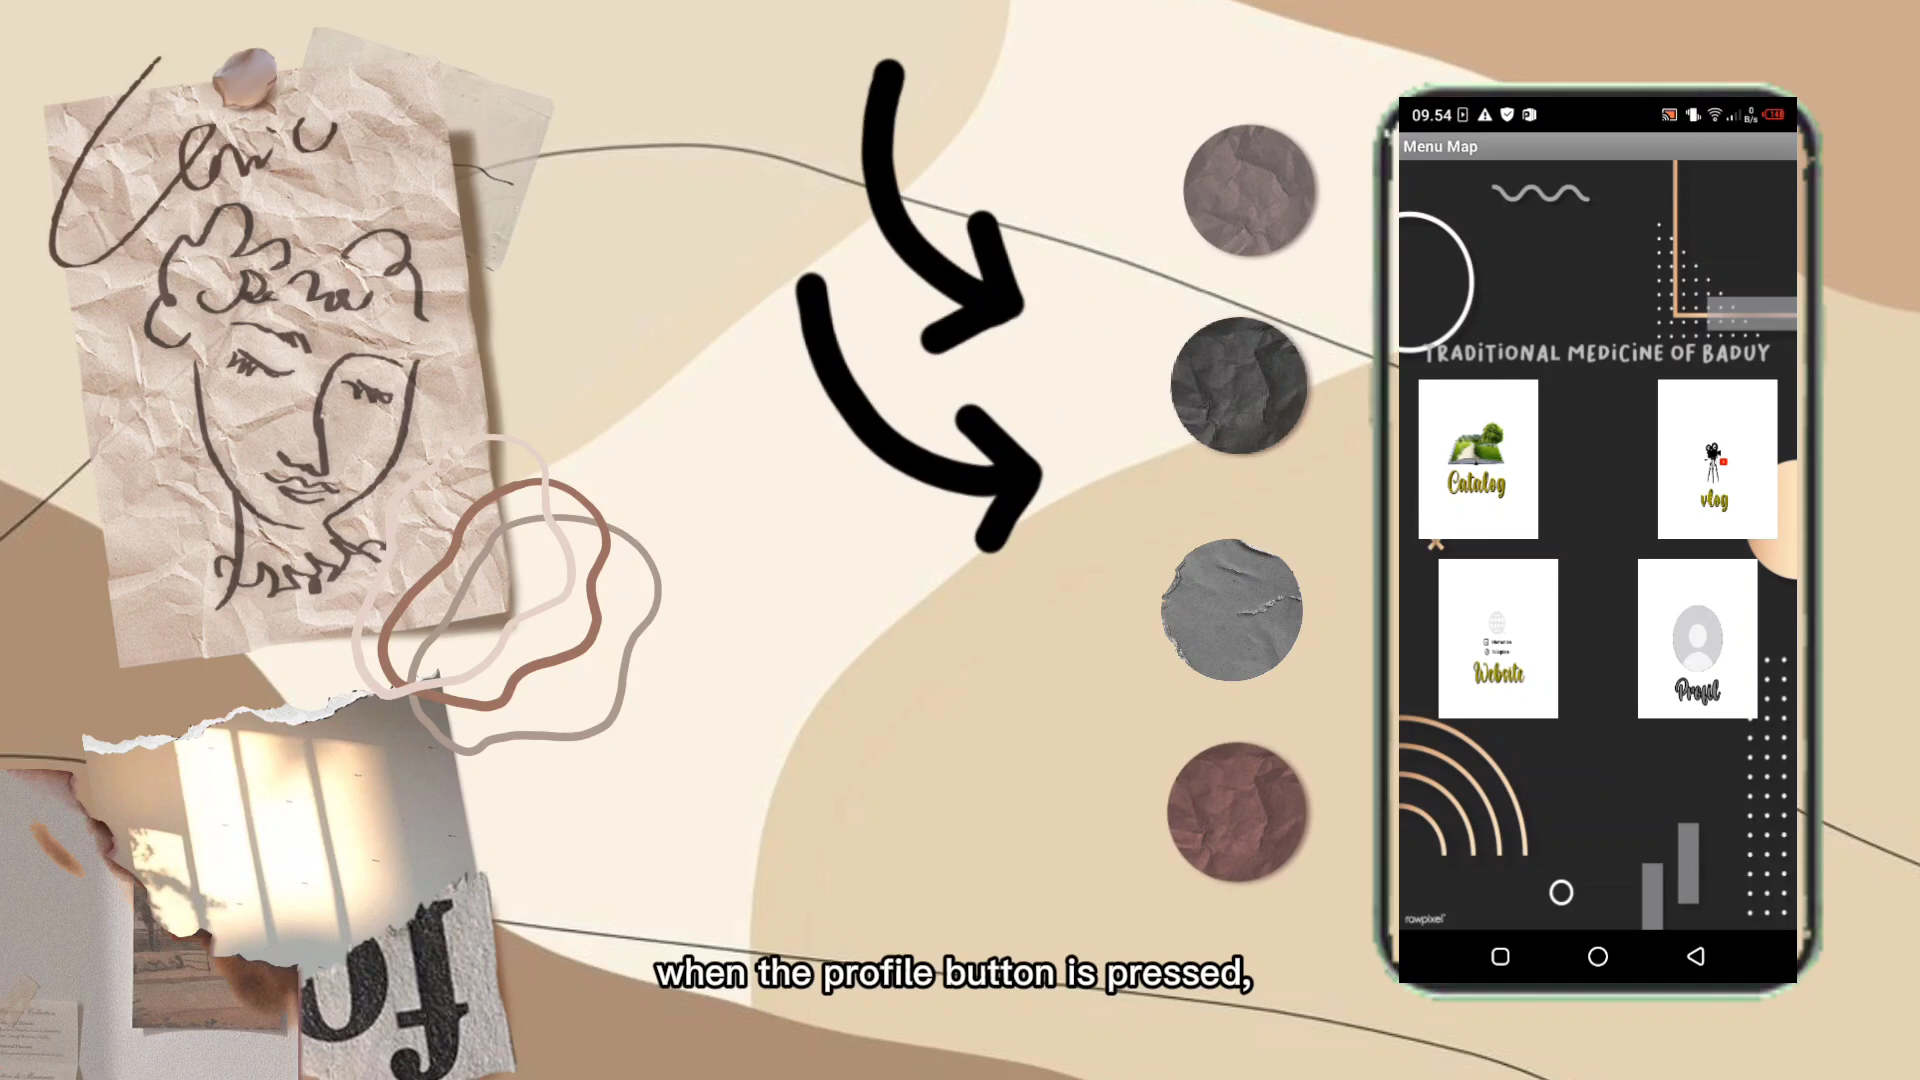 09.54
Menu Map
TRADITIONAL MEDICINE OF BADUY
Catalog
vlog
Website
Profil
rawpixel
fo
when the profile button is pressed,